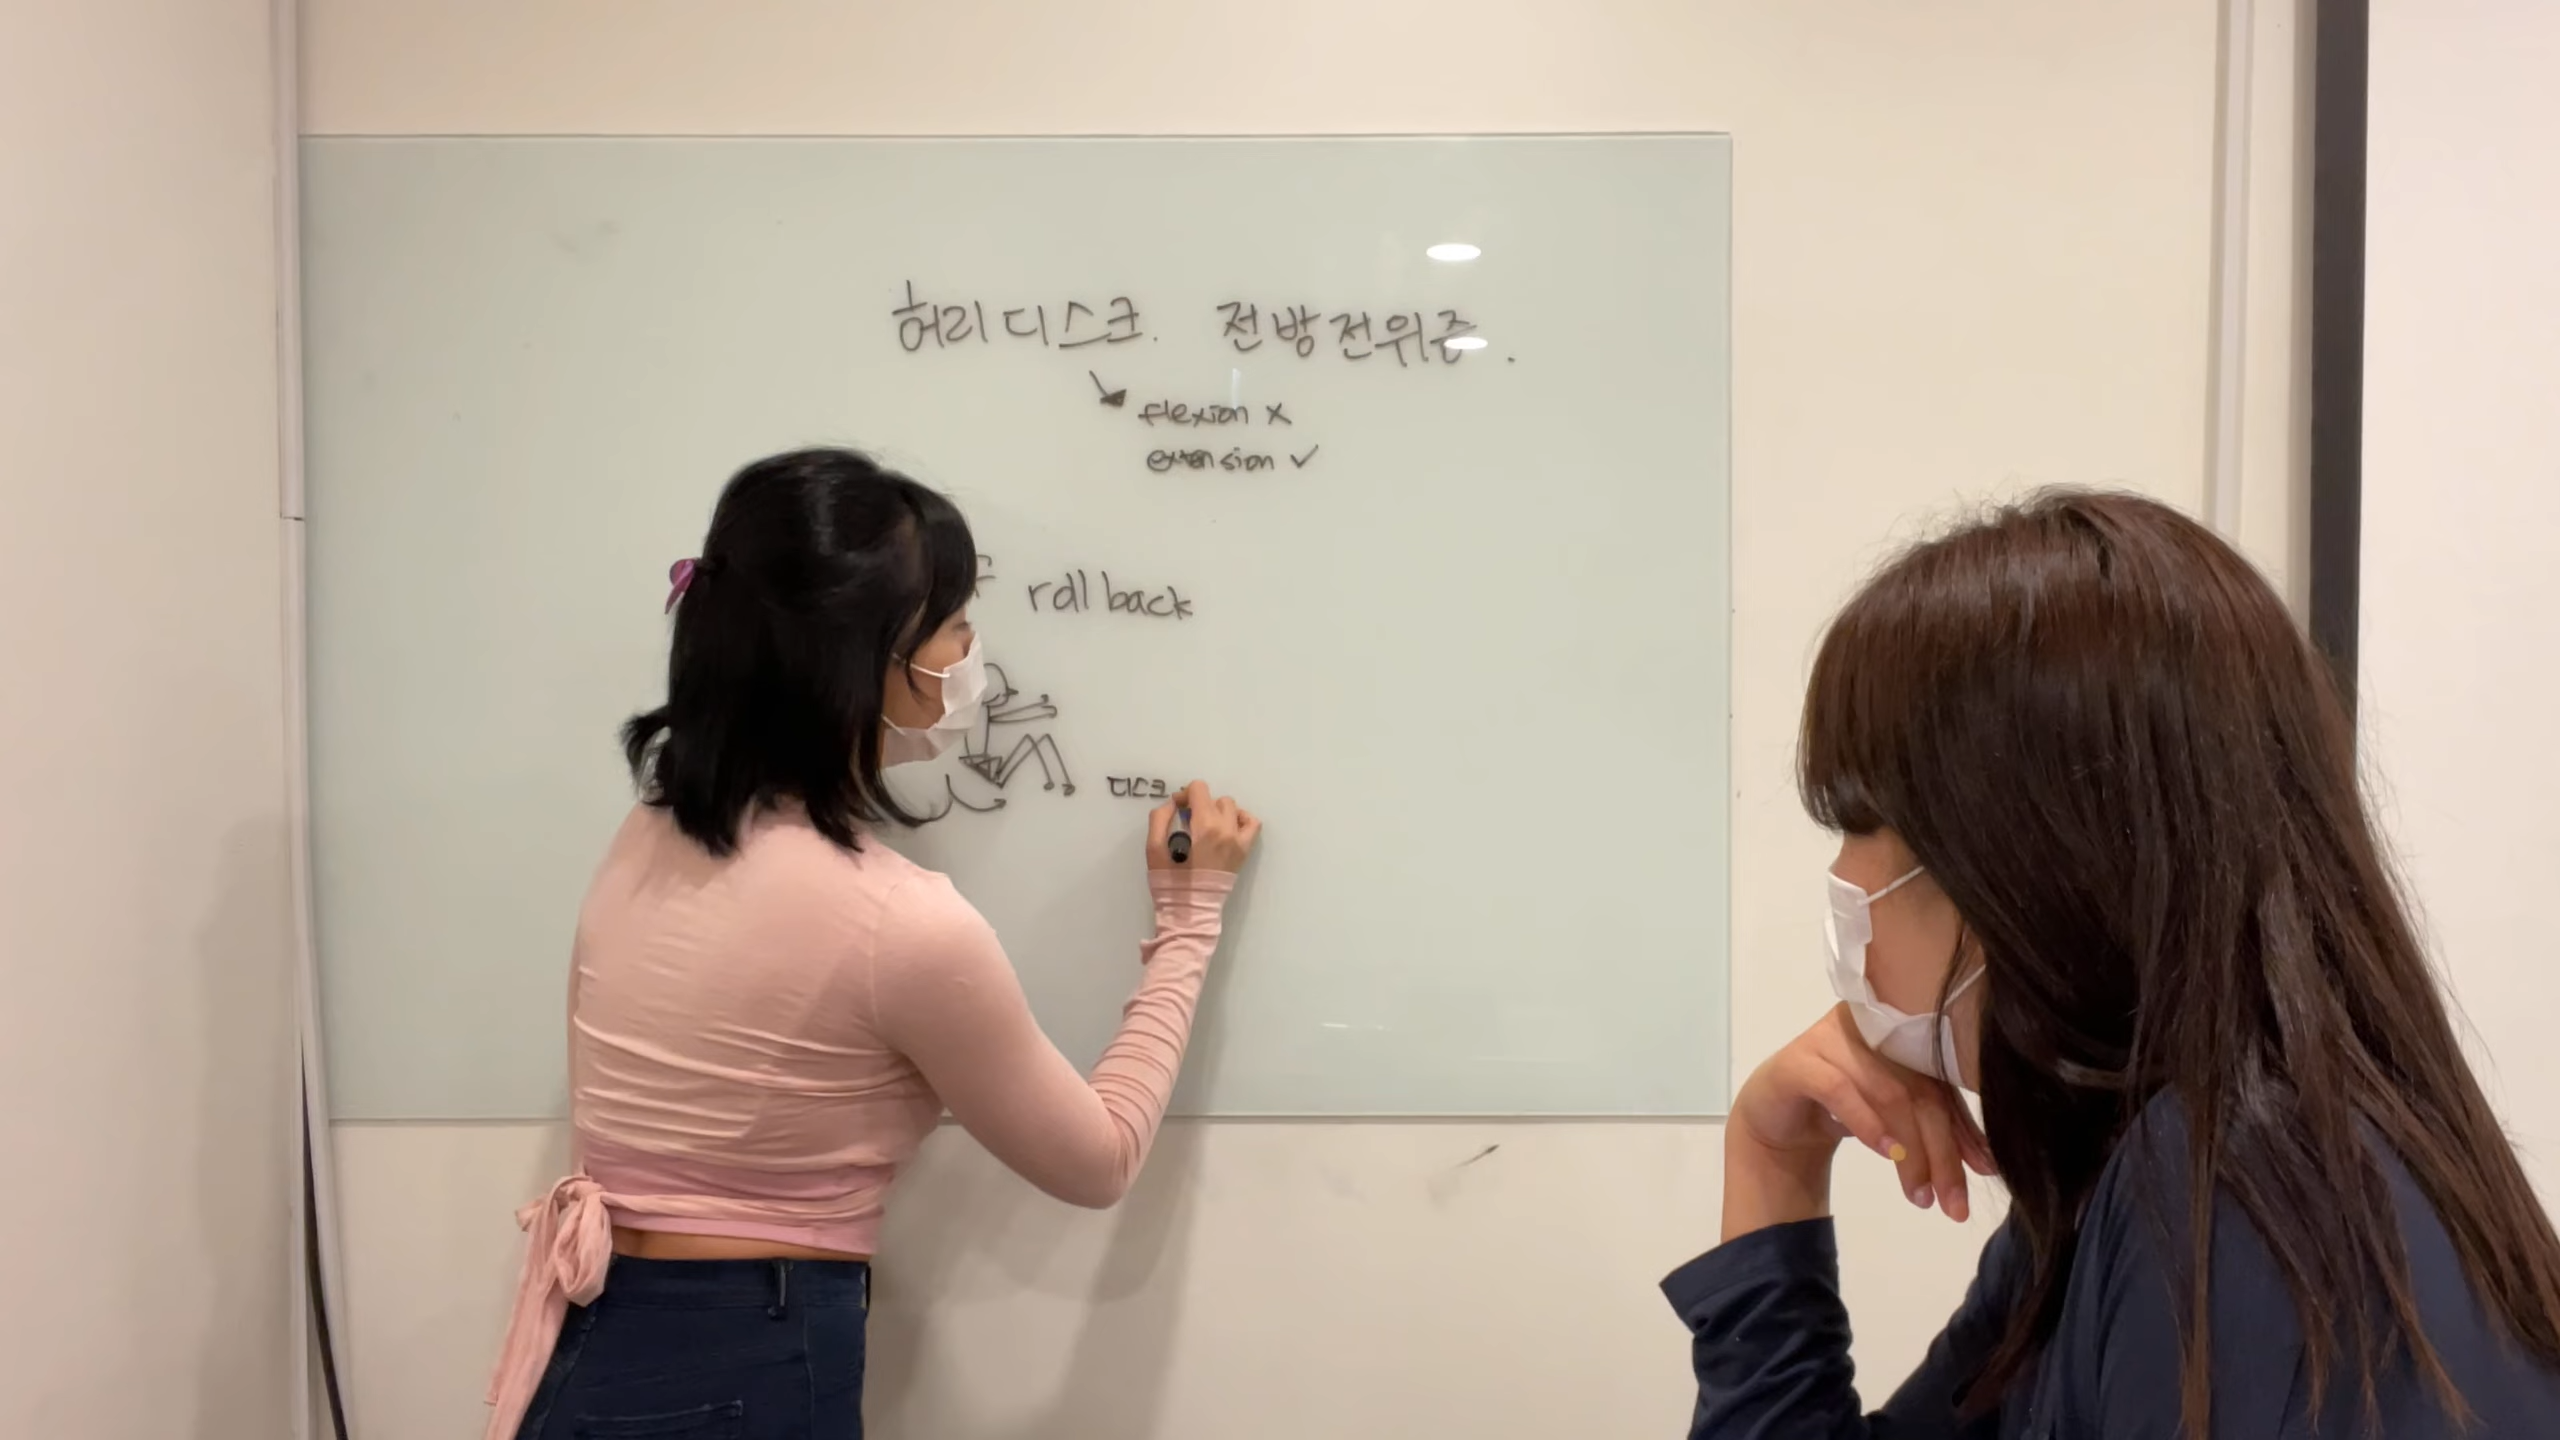 허리디스크. 전방전위증.
flexion x
extension ✓
roll back
디스크